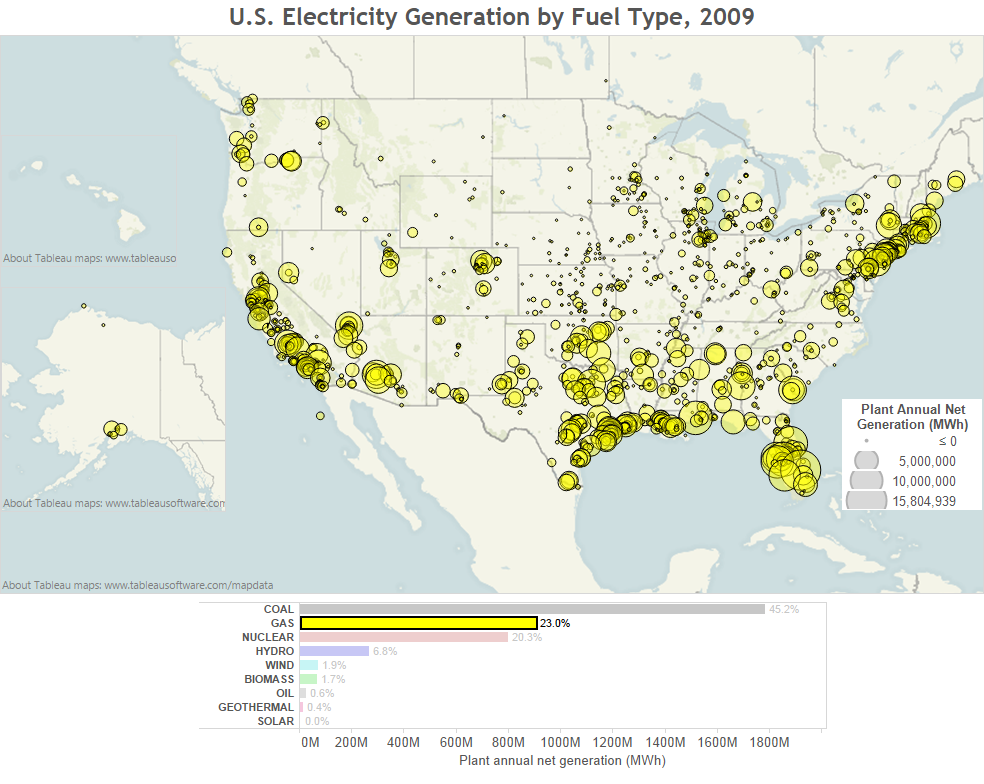 U.S. Electricity Generation by Fuel Type, 2009
About Tableau maps: www.tableauso
Plant Annual Net
Generation (MWh)
≤ 0
5,000,000
10,000,000
15,804,939
About Tableau maps: www.tableausoftware.com
About Tableau maps: www.tableausoftware.com/mapdata
COAL 45.2%
GAS 23.0%
NUCLEAR 20.3%
HYDRO 6.8%
WIND 1.9%
BIOMASS 1.7%
OIL 0.6%
GEOTHERMAL 0.4%
SOLAR 0.0%
0M 200M 400M 600M 800M 1000M 1200M 1400M 1600M 1800M
Plant annual net generation (MWh)